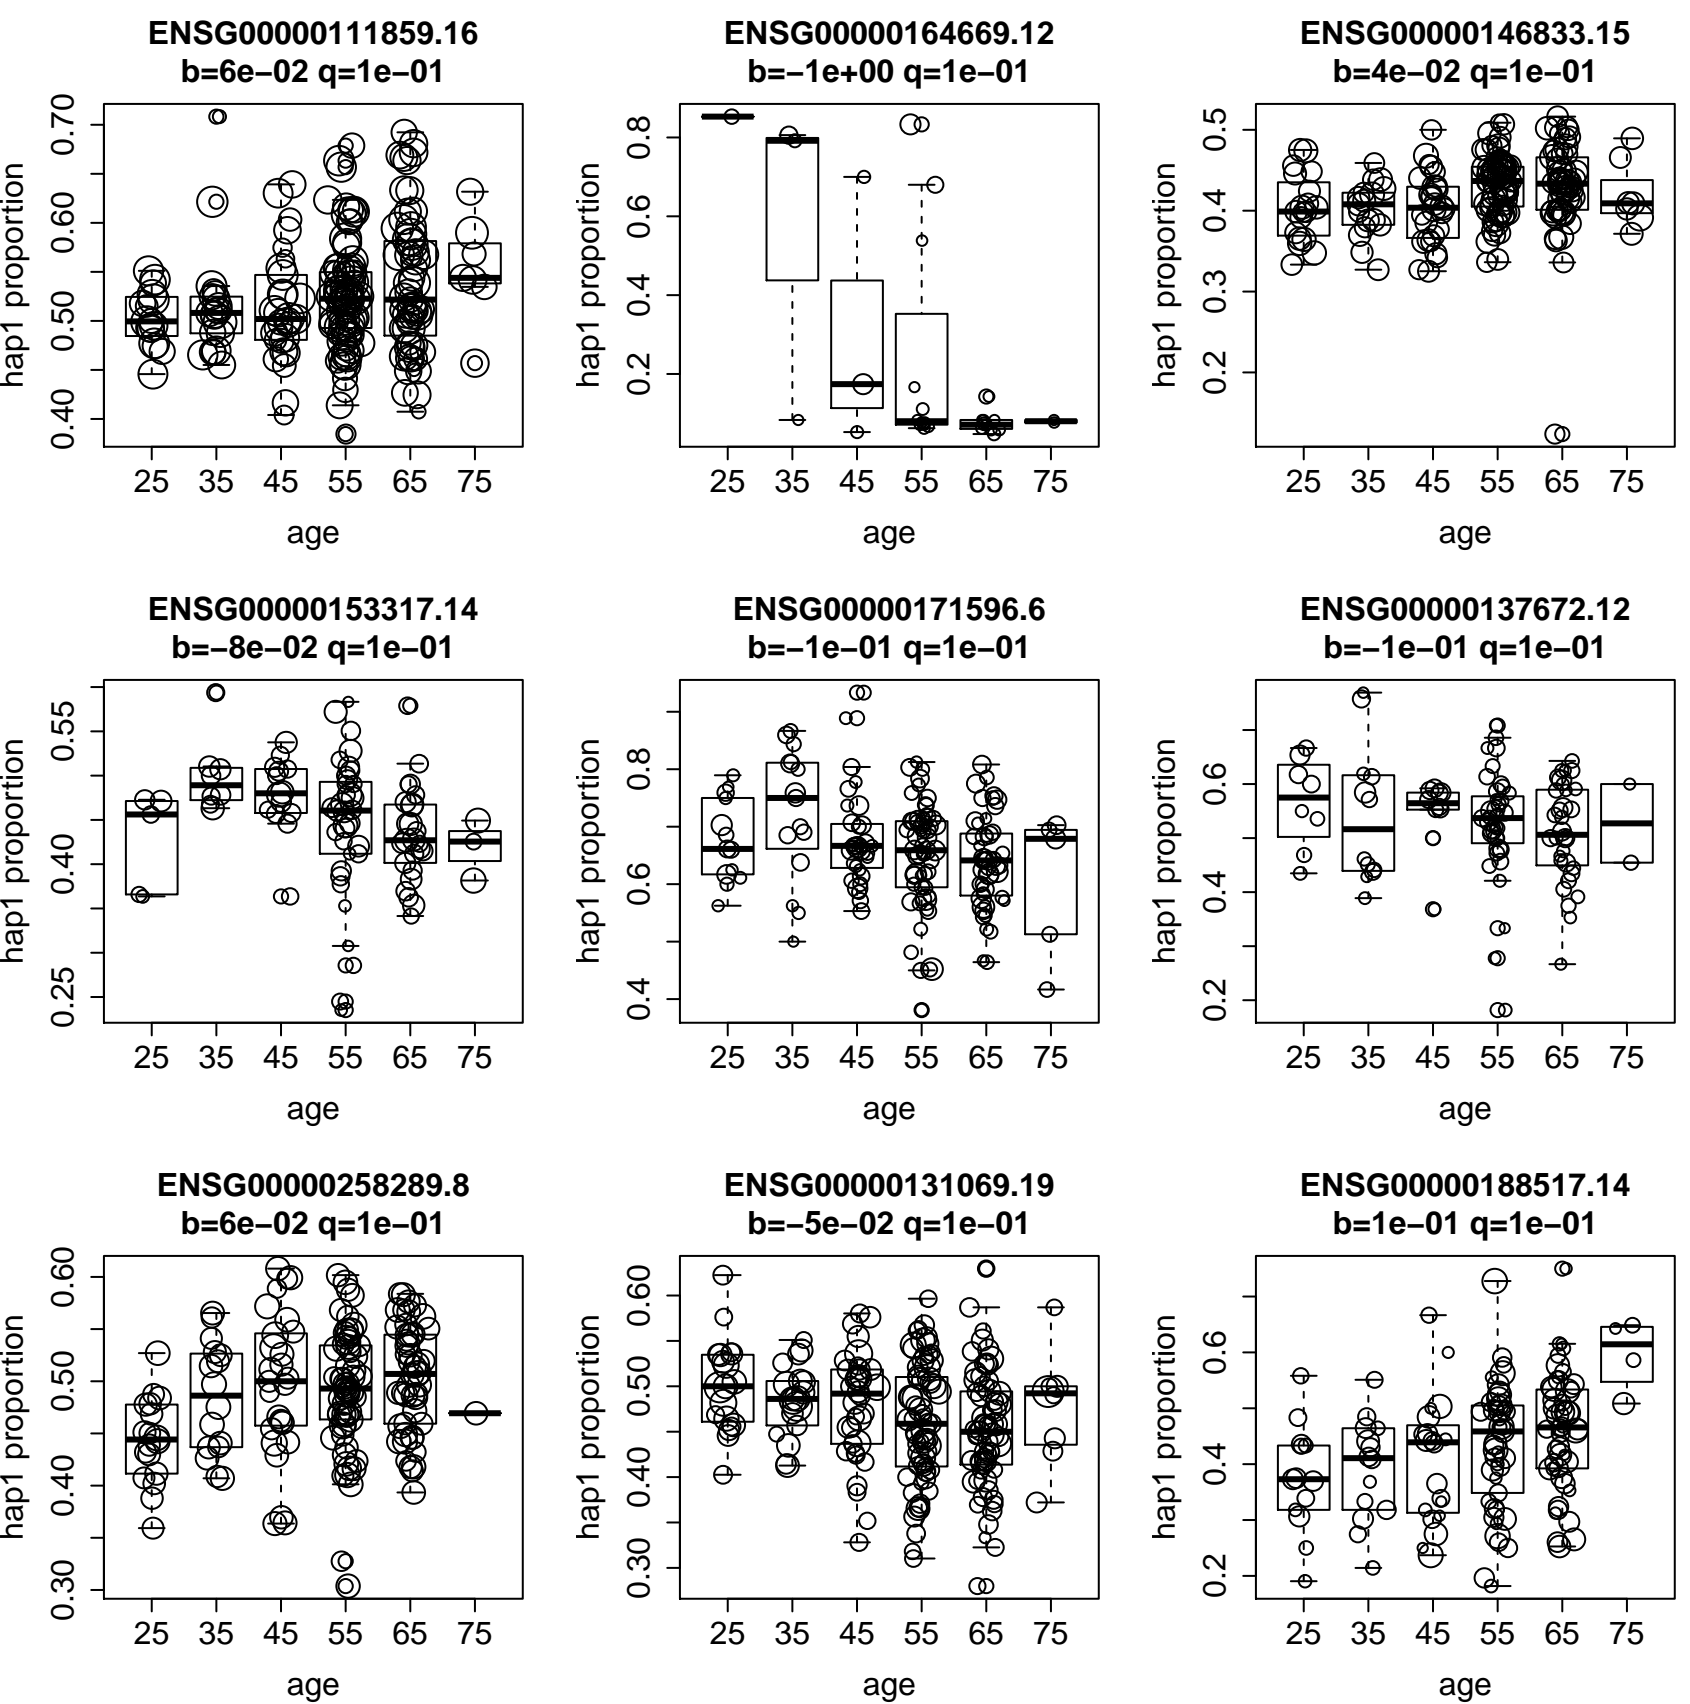 ENSG00000111859.16
b=6e−02 q=1e−01
hap1 proportion
0.40 0.50 0.60 0.70
25 35 45 55 65 75
age
ENSG00000164669.12
b=−1e+00 q=1e−01
hap1 proportion
0.2 0.4 0.6 0.8
25 35 45 55 65 75
age
ENSG00000146833.15
b=4e−02 q=1e−01
hap1 proportion
0.2 0.3 0.4 0.5
25 35 45 55 65 75
age
ENSG00000153317.14
b=−8e−02 q=1e−01
hap1 proportion
0.25 0.40 0.55
25 35 45 55 65 75
age
ENSG00000171596.6
b=−1e−01 q=1e−01
hap1 proportion
0.4 0.6 0.8
25 35 45 55 65 75
age
ENSG00000137672.12
b=−1e−01 q=1e−01
hap1 proportion
0.2 0.4 0.6
25 35 45 55 65 75
age
ENSG00000258289.8
b=6e−02 q=1e−01
hap1 proportion
0.30 0.40 0.50 0.60
25 35 45 55 65 75
age
ENSG00000131069.19
b=−5e−02 q=1e−01
hap1 proportion
0.30 0.40 0.50 0.60
25 35 45 55 65 75
age
ENSG00000188517.14
b=1e−01 q=1e−01
hap1 proportion
0.2 0.4 0.6
25 35 45 55 65 75
age